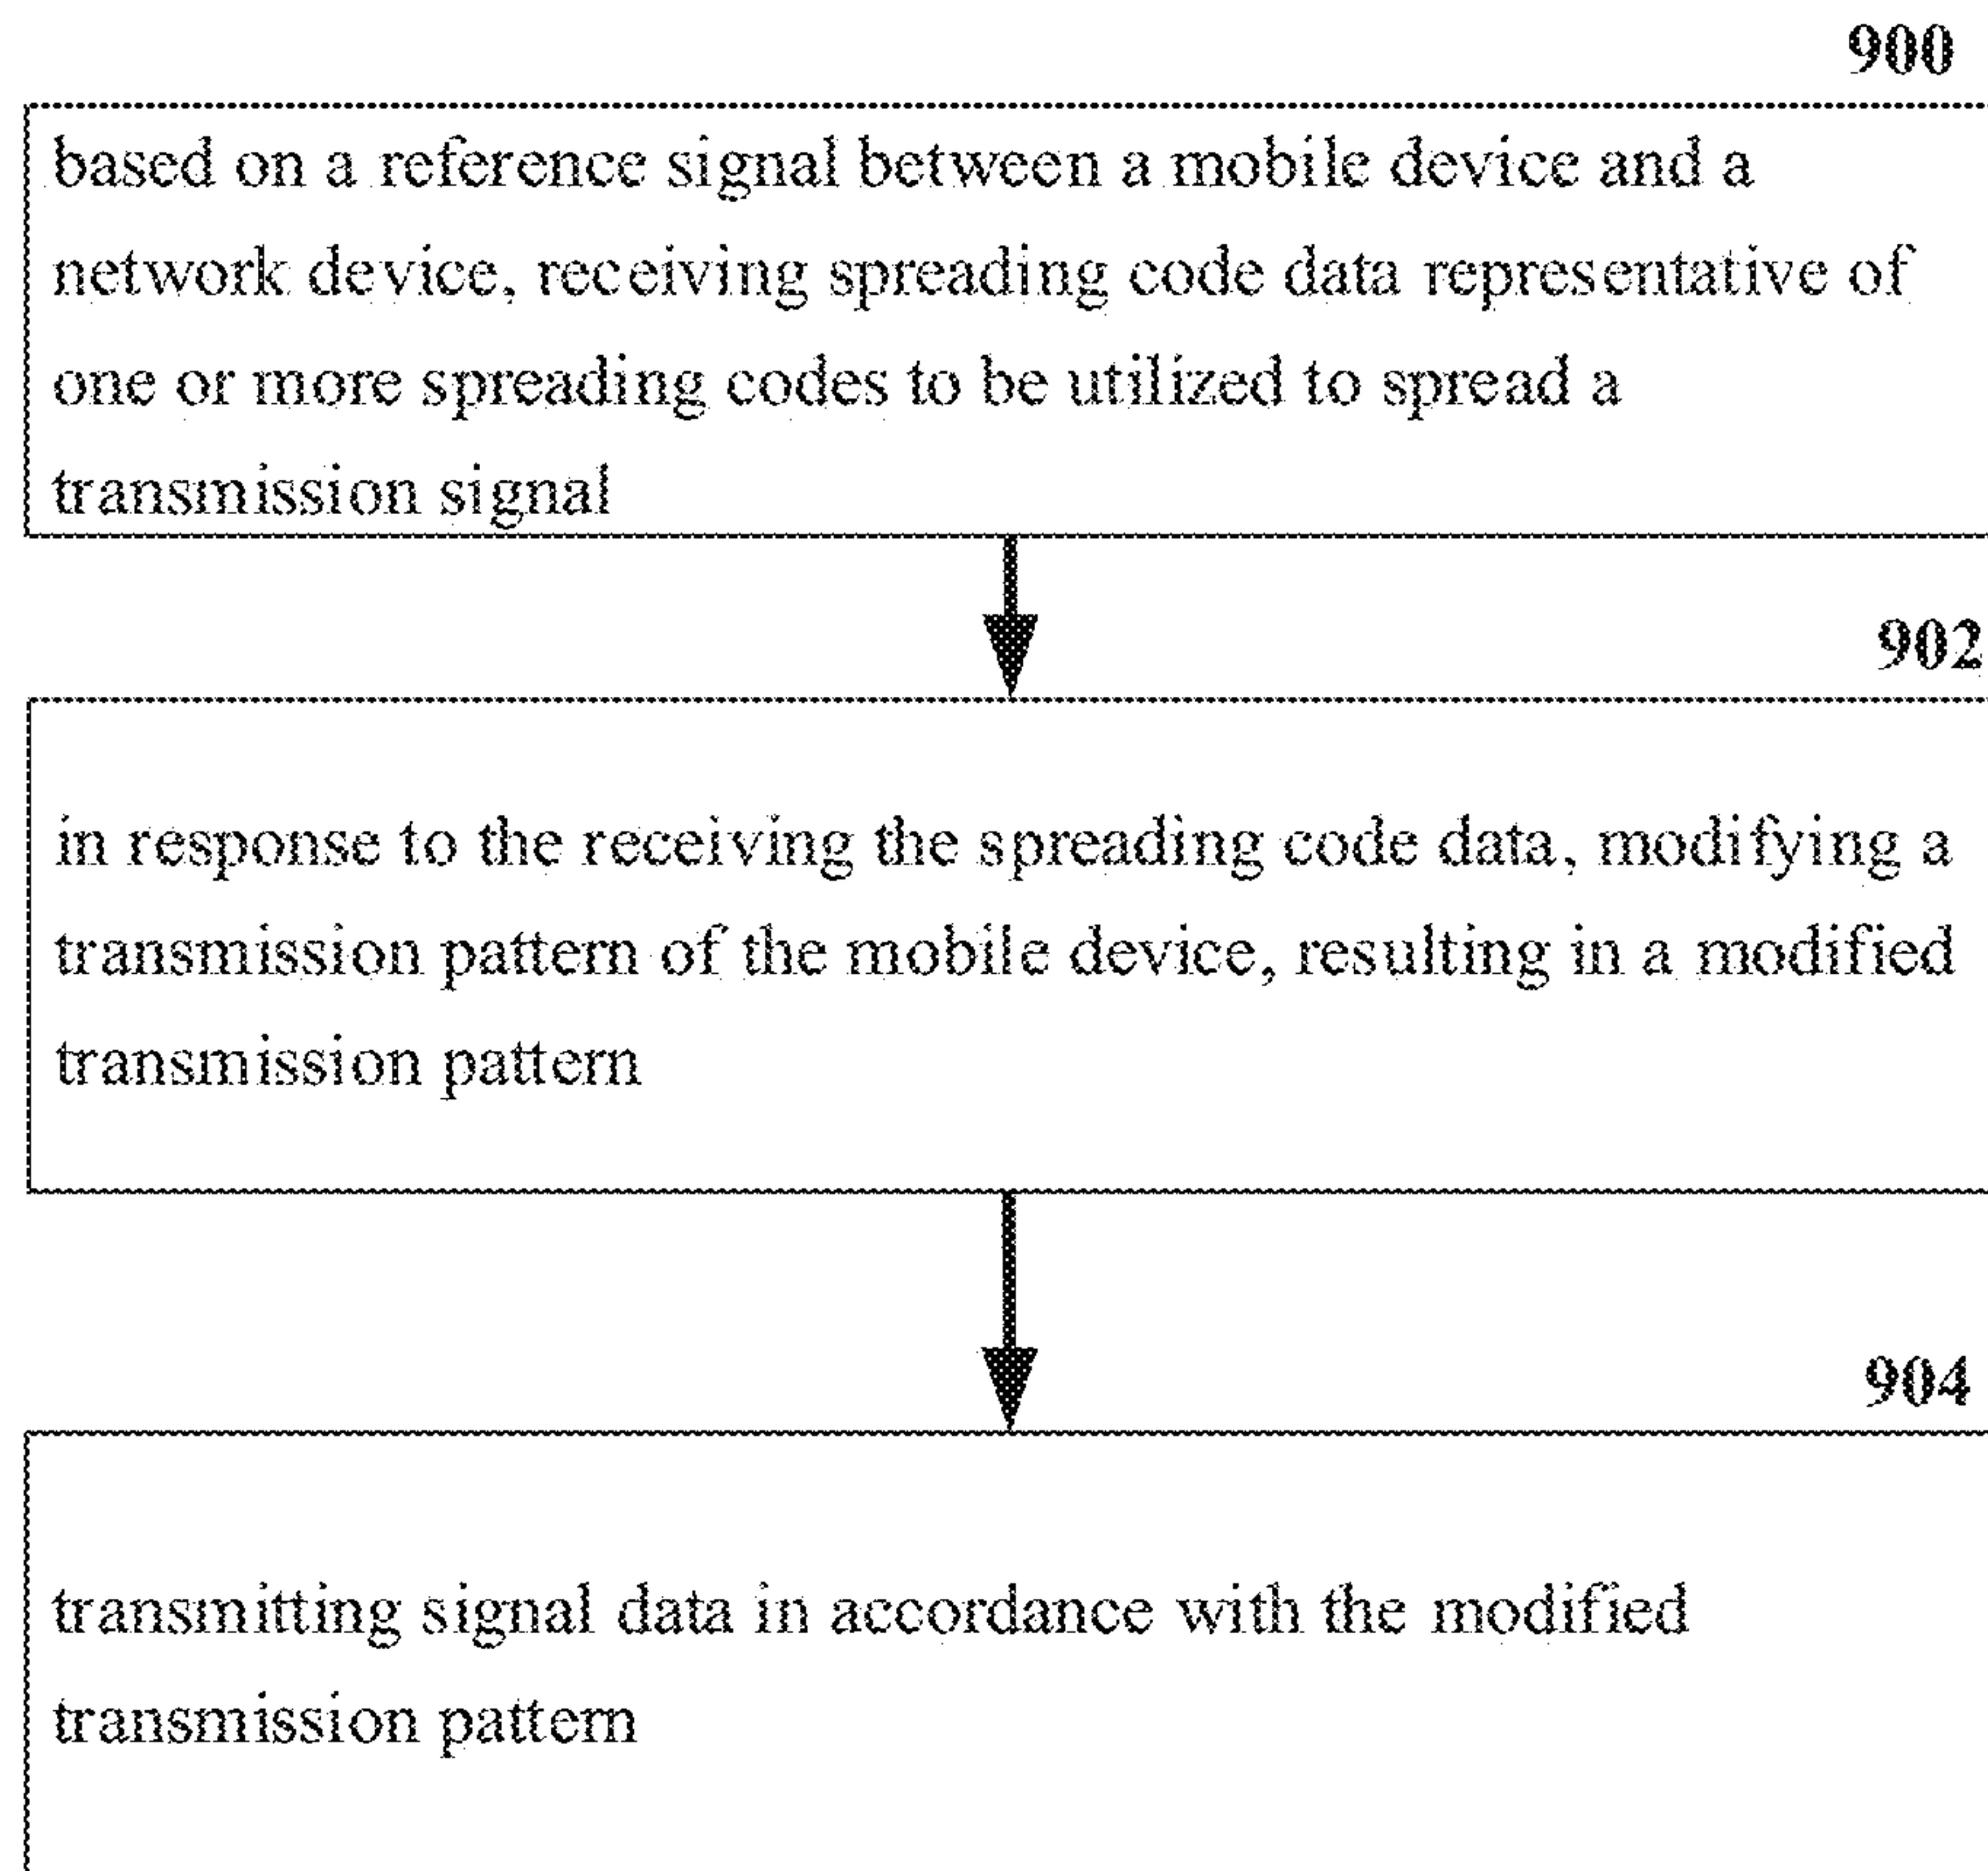 900
based on a reference signal between a mobile device and a
network device, receiving spreading code data representative of
one or more spreading codes to be utilized to spread a
transmission signal
902
in response to the receiving the spreading code data, modifying a
transmission pattern of the mobile device, resulting in a modified
transmission pattern
904
transmitting signal data in accordance with the modified
transmission pattern